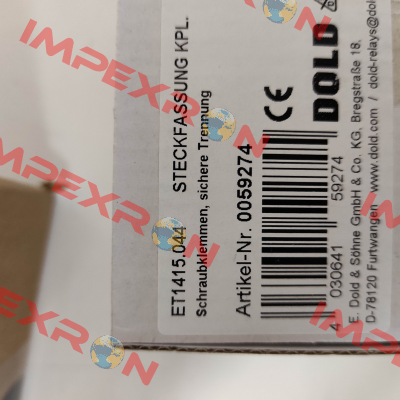 ET1415.044 STECKFASSUNG KPL.
Schraubklemmen, sichere Trennung
Artikel-Nr. 0059274
CE
DOLD
4 030641 59274
E. Dold & Söhne GmbH & Co. KG, Bregstraße 18,
D-78120 Furtwangen www.dold.com / dold-relays@dold
IMPEXRON
IMPEXRON
IMPEXRON
IMPEXRON